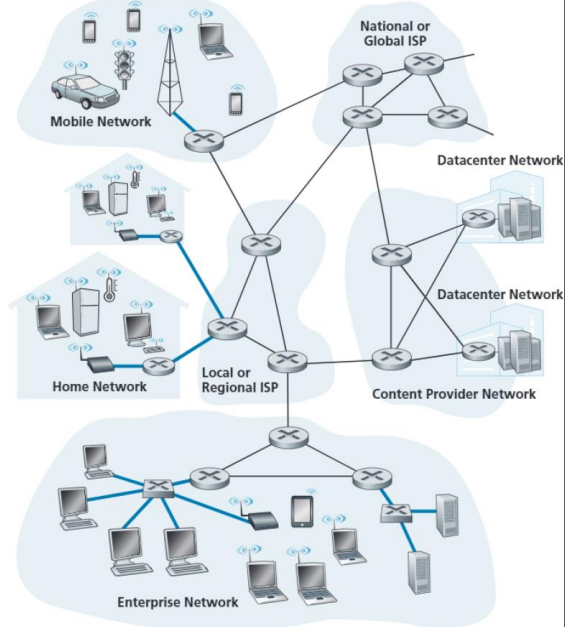 National or
Global ISP
Mobile Network
Datacenter Network
Datacenter Network
Local or
Regional ISP
Home Network
Content Provider Network
Enterprise Network